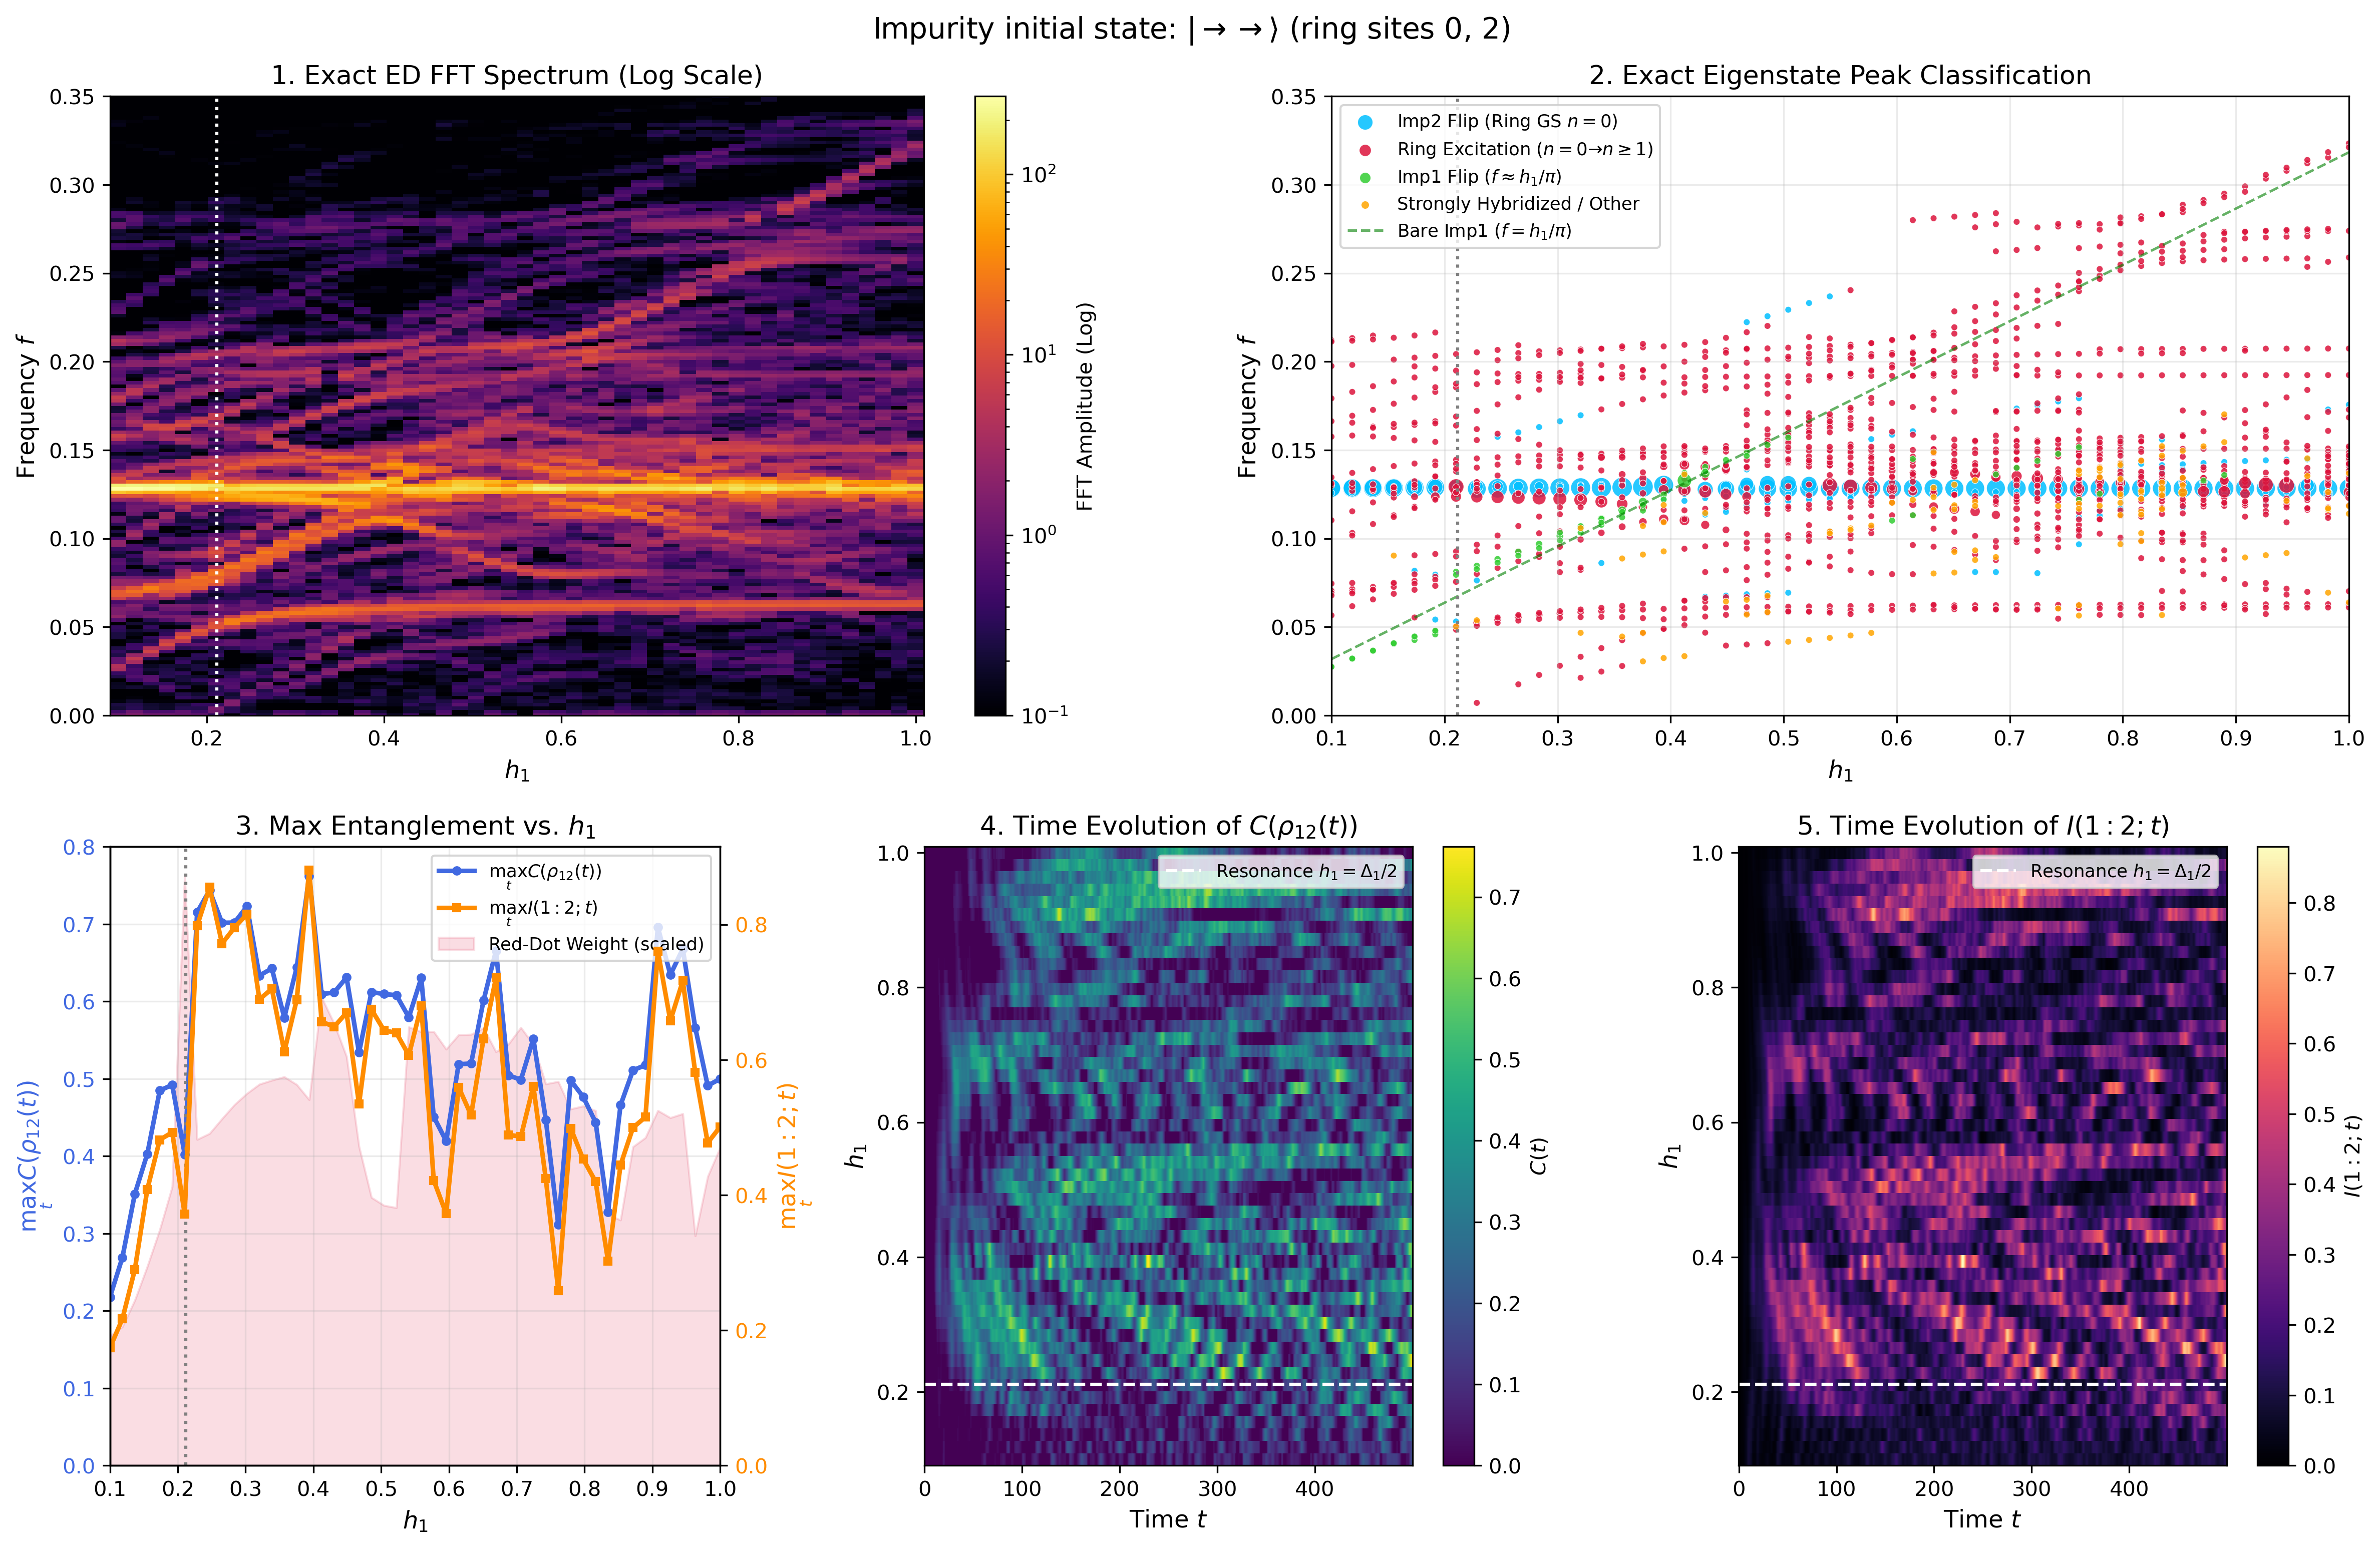 Impurity initial state: |→→⟩ (ring sites 0, 2)
1. Exact ED FFT Spectrum (Log Scale)
Frequency f
0.35
0.30
0.25
0.20
0.15
0.10
0.05
0.00
0.2 0.4 0.6 0.8 1.0
h₁
10²
10¹
10⁰
10⁻¹
FFT Amplitude (Log)
2. Exact Eigenstate Peak Classification
Frequency f
0.35
0.30
0.25
0.20
0.15
0.10
0.05
0.00
Imp2 Flip (Ring GS n = 0)
Ring Excitation (n = 0→n ≥ 1)
Imp1 Flip (f ≈ h₁/π)
Strongly Hybridized / Other
Bare Imp1 (f = h₁/π)
0.1 0.2 0.3 0.4 0.5 0.6 0.7 0.8 0.9 1.0
h₁
3. Max Entanglement vs. h₁
max C(ρ₁₂(t))
t
0.8
0.7
0.6
0.5
0.4
0.3
0.2
0.1
0.0
max C(ρ₁₂(t))
t
max I(1 : 2; t)
t
Red-Dot Weight (scaled)
0.1 0.2 0.3 0.4 0.5 0.6 0.7 0.8 0.9 1.0
h₁
0.8
0.6
0.4
0.2
0.0
max I(1 : 2; t)
t
4. Time Evolution of C(ρ₁₂(t))
h₁
1.0
0.8
0.6
0.4
0.2
Resonance h₁ = Δ₁/2
0 100 200 300 400
Time t
0.7
0.6
0.5
0.4
0.3
0.2
0.1
0.0
C(t)
5. Time Evolution of I(1 : 2; t)
h₁
1.0
0.8
0.6
0.4
0.2
Resonance h₁ = Δ₁/2
0 100 200 300 400
Time t
0.8
0.7
0.6
0.5
0.4
0.3
0.2
0.1
0.0
I(1 : 2; t)